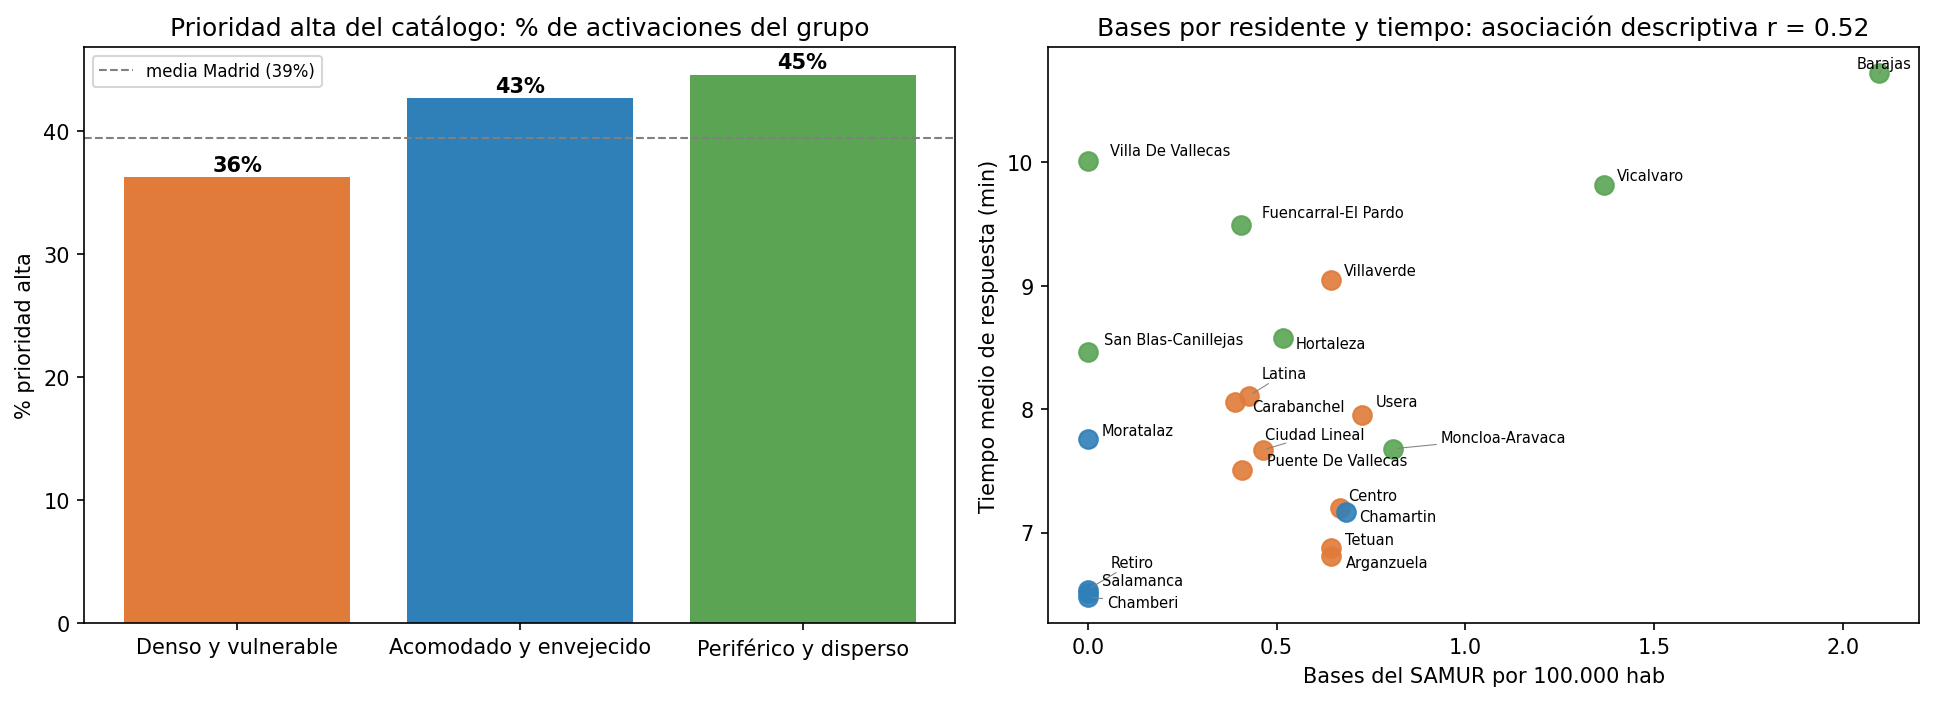 Prioridad alta del catálogo: % de activaciones del grupo
media Madrid (39%)
36%
43%
45%
% prioridad alta
40
30
20
10
0
Denso y vulnerable
Acomodado y envejecido
Periférico y disperso
Bases por residente y tiempo: asociación descriptiva r = 0.52
Tiempo medio de respuesta (min)
10
9
8
7
Barajas
Villa De Vallecas
Vicalvaro
Fuencarral-El Pardo
Villaverde
San Blas-Canillejas
Hortaleza
Latina
Carabanchel
Usera
Moratalaz
Ciudad Lineal
Moncloa-Aravaca
Puente De Vallecas
Centro
Chamartin
Tetuan
Arganzuela
Retiro
Salamanca
Chamberi
0.0
0.5
1.0
1.5
2.0
Bases del SAMUR por 100.000 hab